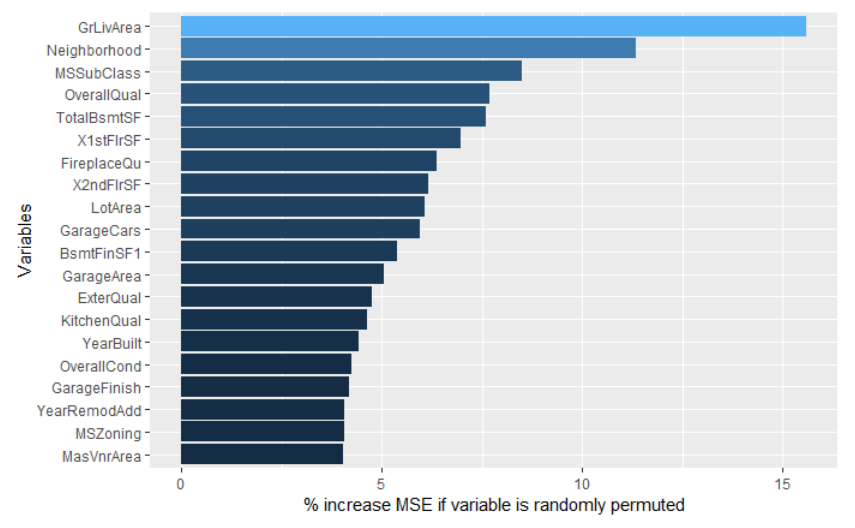 GrLivArea
Neighborhood
MSSubClass
OverallQual
TotalBsmtSF
X1stFlrSF
FireplaceQu
X2ndFlrSF
LotArea
GarageCars
BsmtFinSF1
GarageArea
ExterQual
KitchenQual
YearBuilt
OverallCond
GarageFinish
YearRemodAdd
MSZoning
MasVnrArea
Variables
0 5 10 15
% increase MSE if variable is randomly permuted